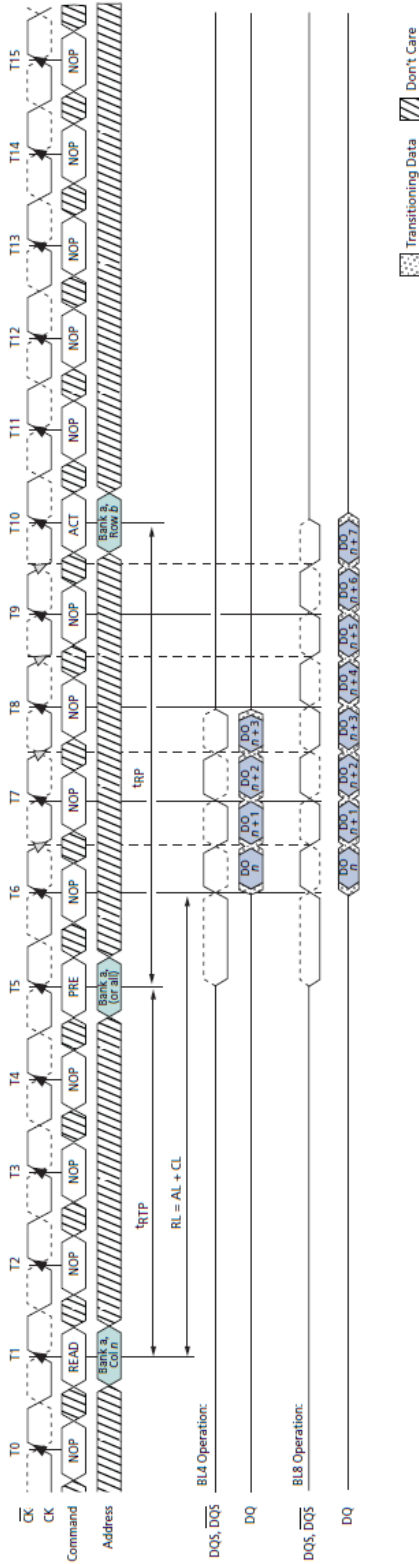 T0 T1 T2 T3 T4 T5 T6 T7 T8 T9 T10 T11 T12 T13 T14 T15
CK
CK
Command NOP READ NOP NOP NOP PRE NOP NOP NOP NOP ACT NOP NOP NOP NOP NOP
Address
Bank a,
Col n
Bank a,
(or all)
Bank a,
Row b
tRTP
tRP
RL = AL + CL
BL4 Operation:
DQS, DQS
DQ
DO
n
DO
n + 1
DO
n + 2
DO
n + 3
BL8 Operation:
DQS, DQS
DQ
DO
n
DO
n + 1
DO
n + 2
DO
n + 3
DO
n + 4
DO
n + 5
DO
n + 6
DO
n + 7
Transitioning Data
Don't Care